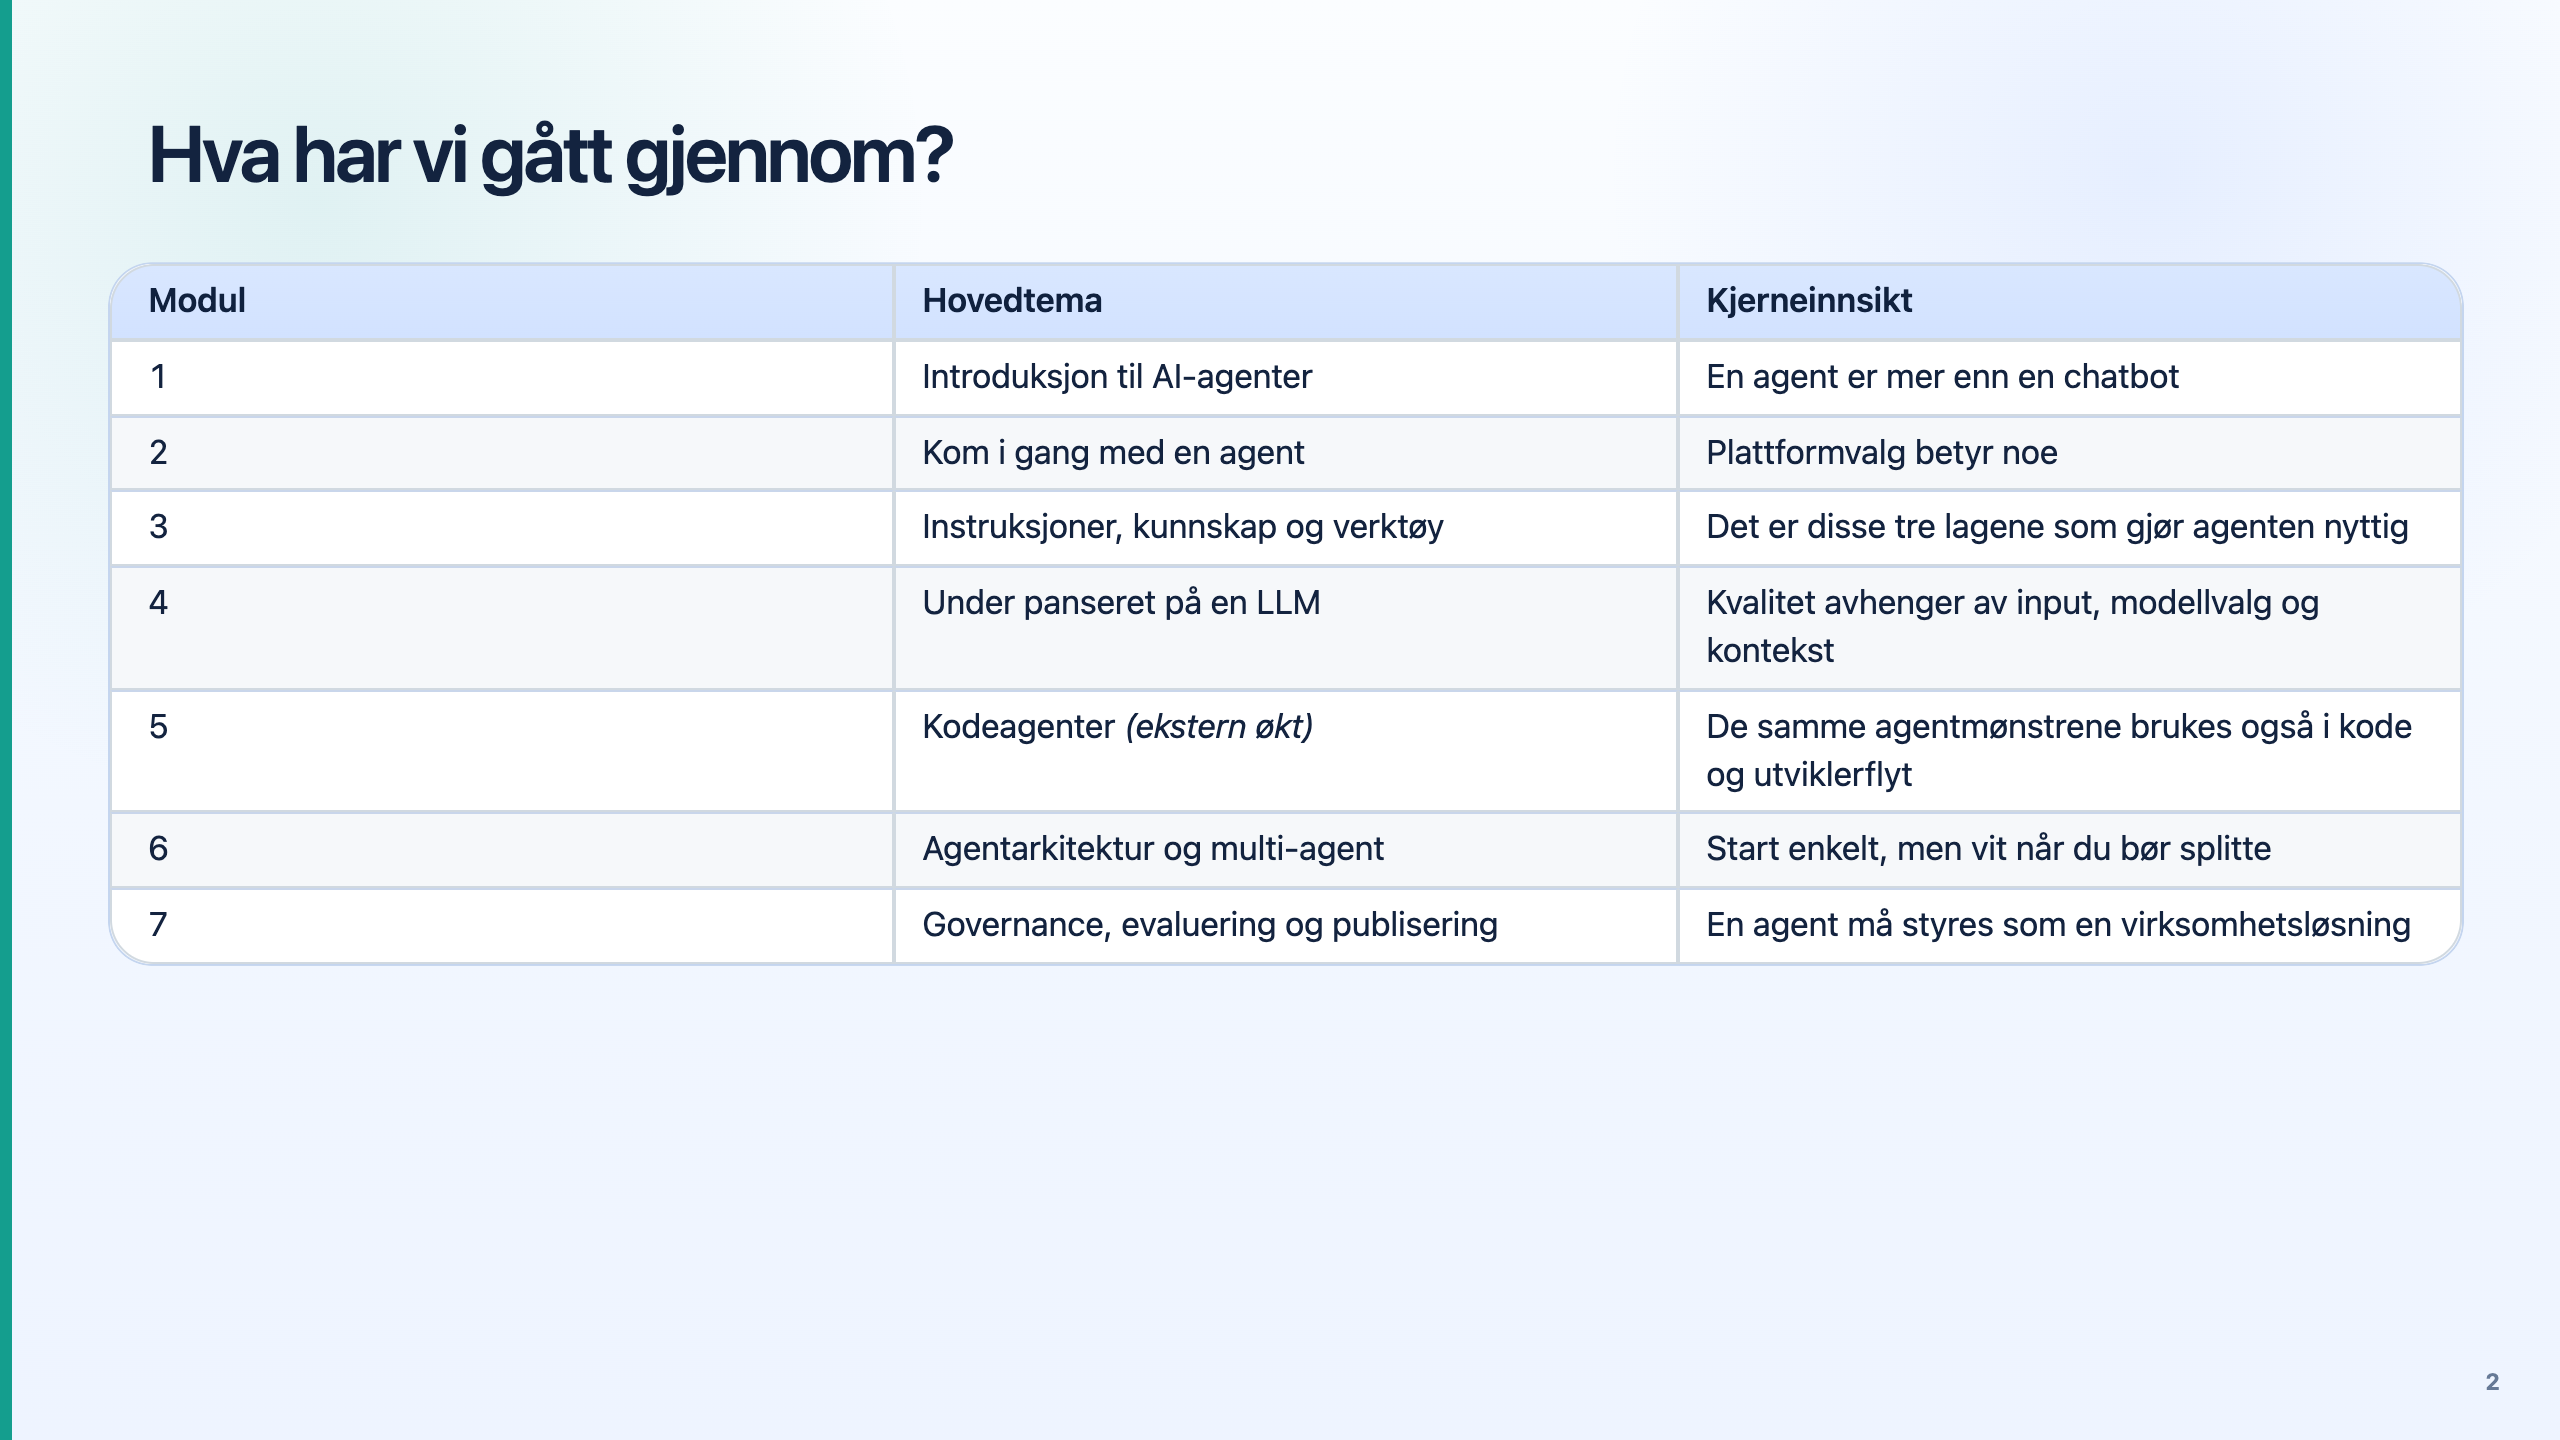 Hva har vi gått gjennom?
Modul Hovedtema Kjerneinnsikt
1 Introduksjon til AI-agenter En agent er mer enn en chatbot
2 Kom i gang med en agent Plattformvalg betyr noe
3 Instruksjoner, kunnskap og verktøy Det er disse tre lagene som gjør agenten nyttig
4 Under panseret på en LLM Kvalitet avhenger av input, modellvalg og
kontekst
5 Kodeagenter (ekstern økt) De samme agentmønstrene brukes også i kode
og utviklerflyt
6 Agentarkitektur og multi-agent Start enkelt, men vit når du bør splitte
7 Governance, evaluering og publisering En agent må styres som en virksomhetsløsning
2